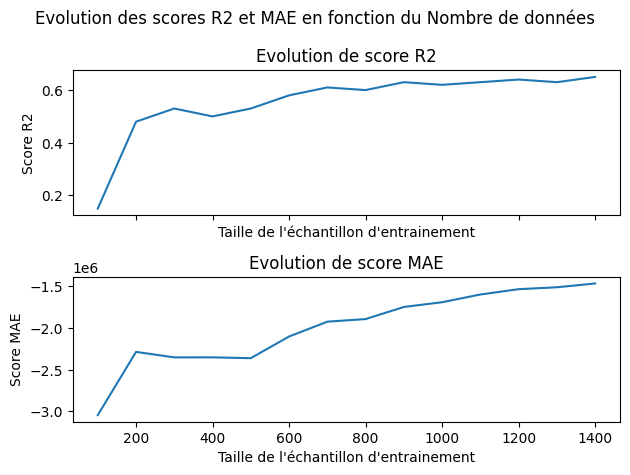 Evolution des scores R2 et MAE en fonction du Nombre de données
Evolution de score R2
0.6
0.4
0.2
Score R2
Taille de l'échantillon d'entrainement
Evolution de score MAE
1e6
−1.5
−2.0
−2.5
−3.0
Score MAE
200 400 600 800 1000 1200 1400
Taille de l'échantillon d'entrainement